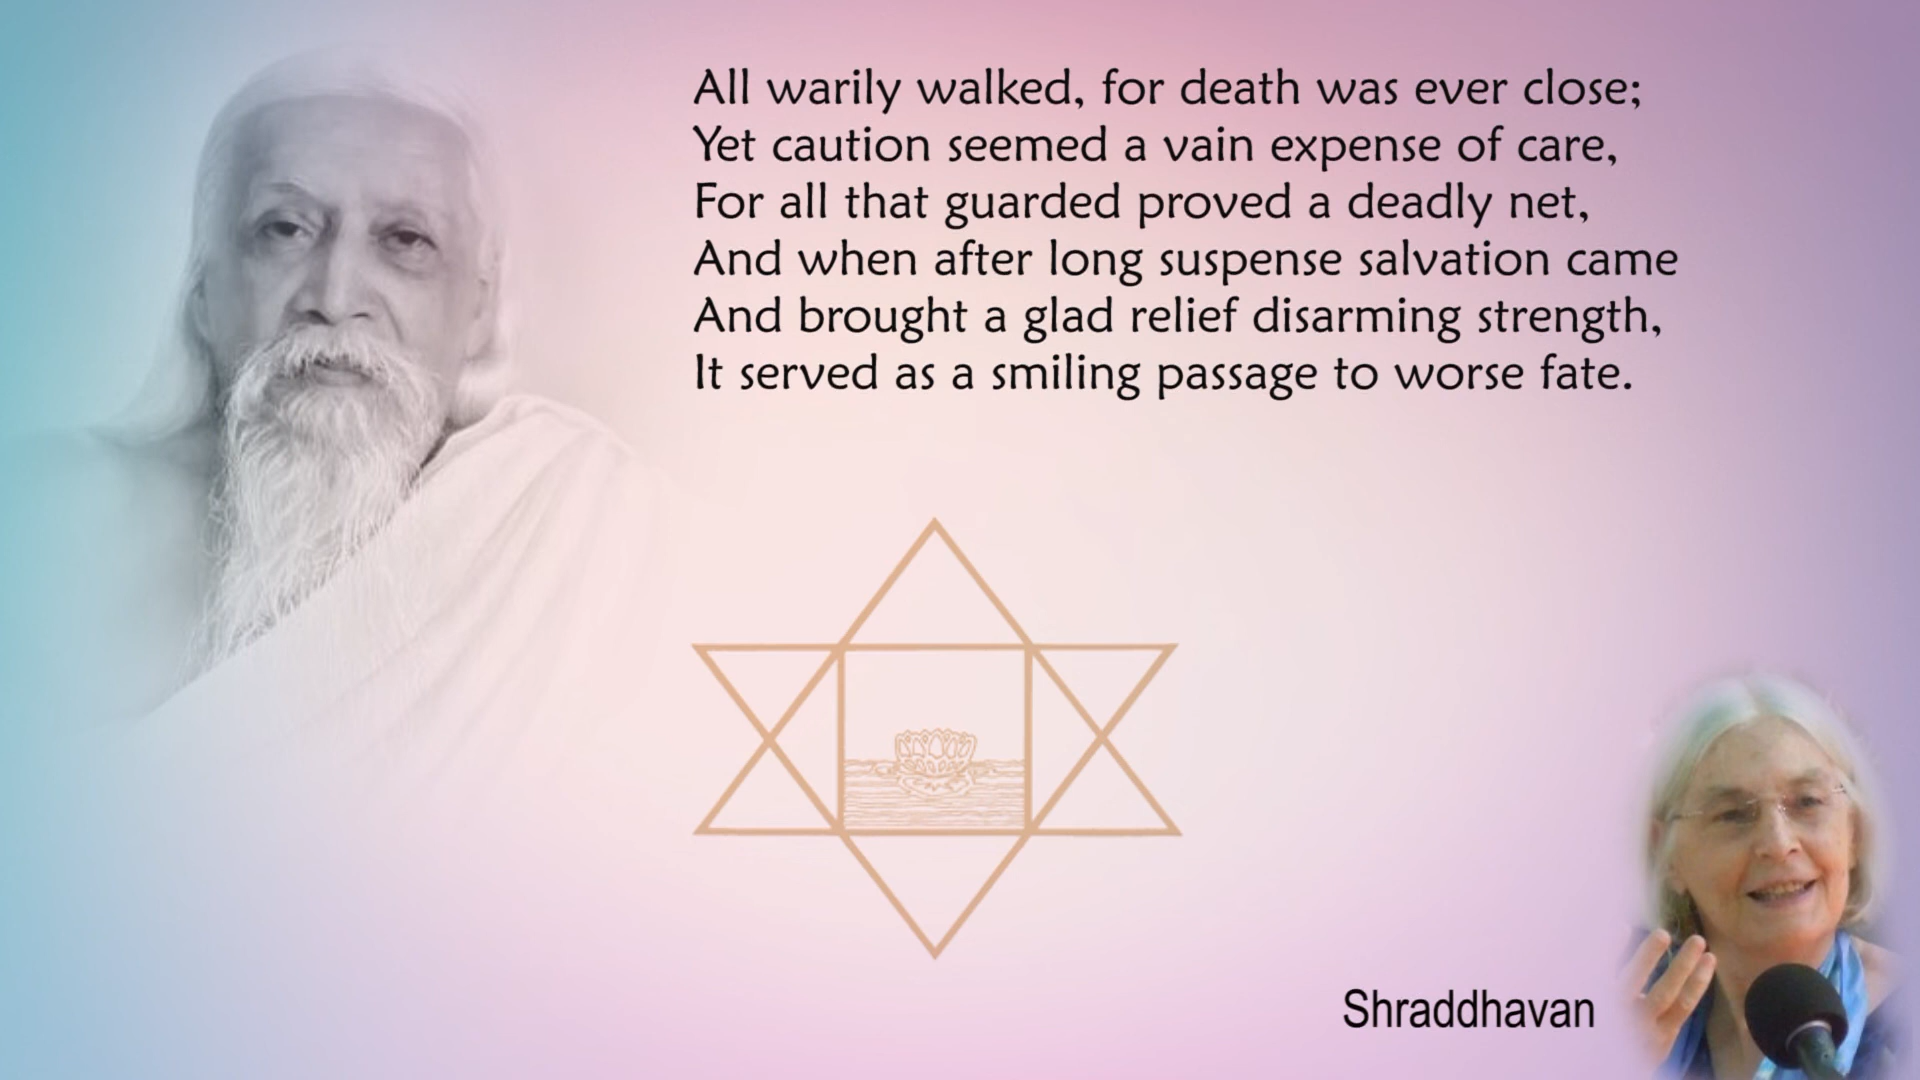 All warily walked, for death was ever close;
Yet caution seemed a vain expense of care,
For all that guarded proved a deadly net,
And when after long suspense salvation came
And brought a glad relief disarming strength,
It served as a smiling passage to worse fate.
Shraddhavan